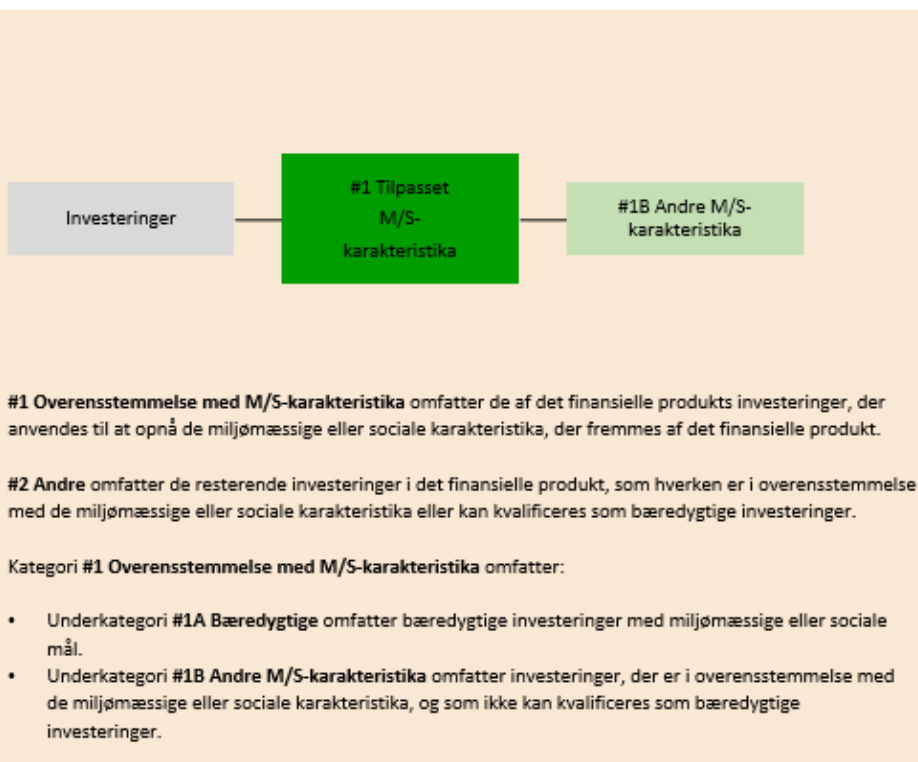 Investeringer
#1 Tilpasset
M/S-
karakteristika
#1B Andre M/S-
karakteristika
#1 Overensstemmelse med M/S-karakteristika omfatter de af det finansielle produkts investeringer, der
anvendes til at opnå de miljømæssige eller sociale karakteristika, der fremmes af det finansielle produkt.
#2 Andre omfatter de resterende investeringer i det finansielle produkt, som hverken er i overensstemmelse
med de miljømæssige eller sociale karakteristika eller kan kvalificeres som bæredygtige investeringer.
Kategori #1 Overensstemmelse med M/S-karakteristika omfatter:
• Underkategori #1A Bæredygtige omfatter bæredygtige investeringer med miljømæssige eller sociale
mål.
• Underkategori #1B Andre M/S-karakteristika omfatter investeringer, der er i overensstemmelse med
de miljømæssige eller sociale karakteristika, og som ikke kan kvalificeres som bæredygtige
investeringer.